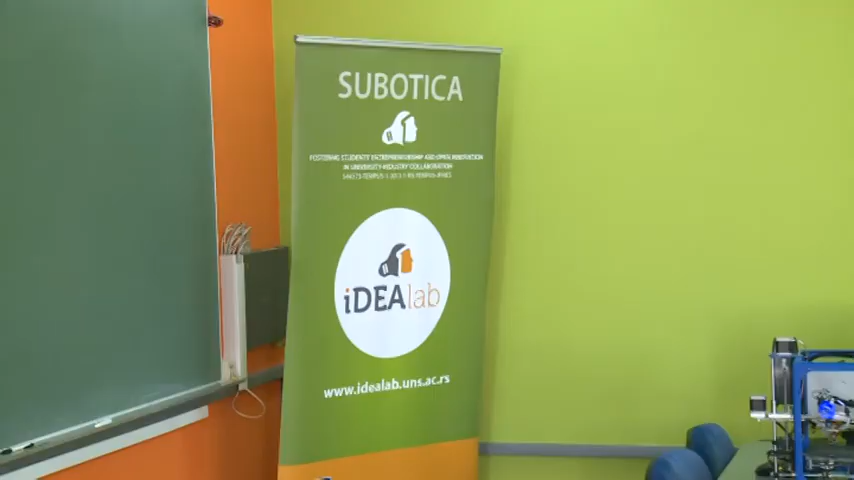 SUBOTICA
FOSTERING STUDENTS' ENTREPRENEURSHIP AND OPEN INNOVATION
IN UNIVERSITY-INDUSTRY COLLABORATION
iDEAlab
www.idealab.uns.ac.rs